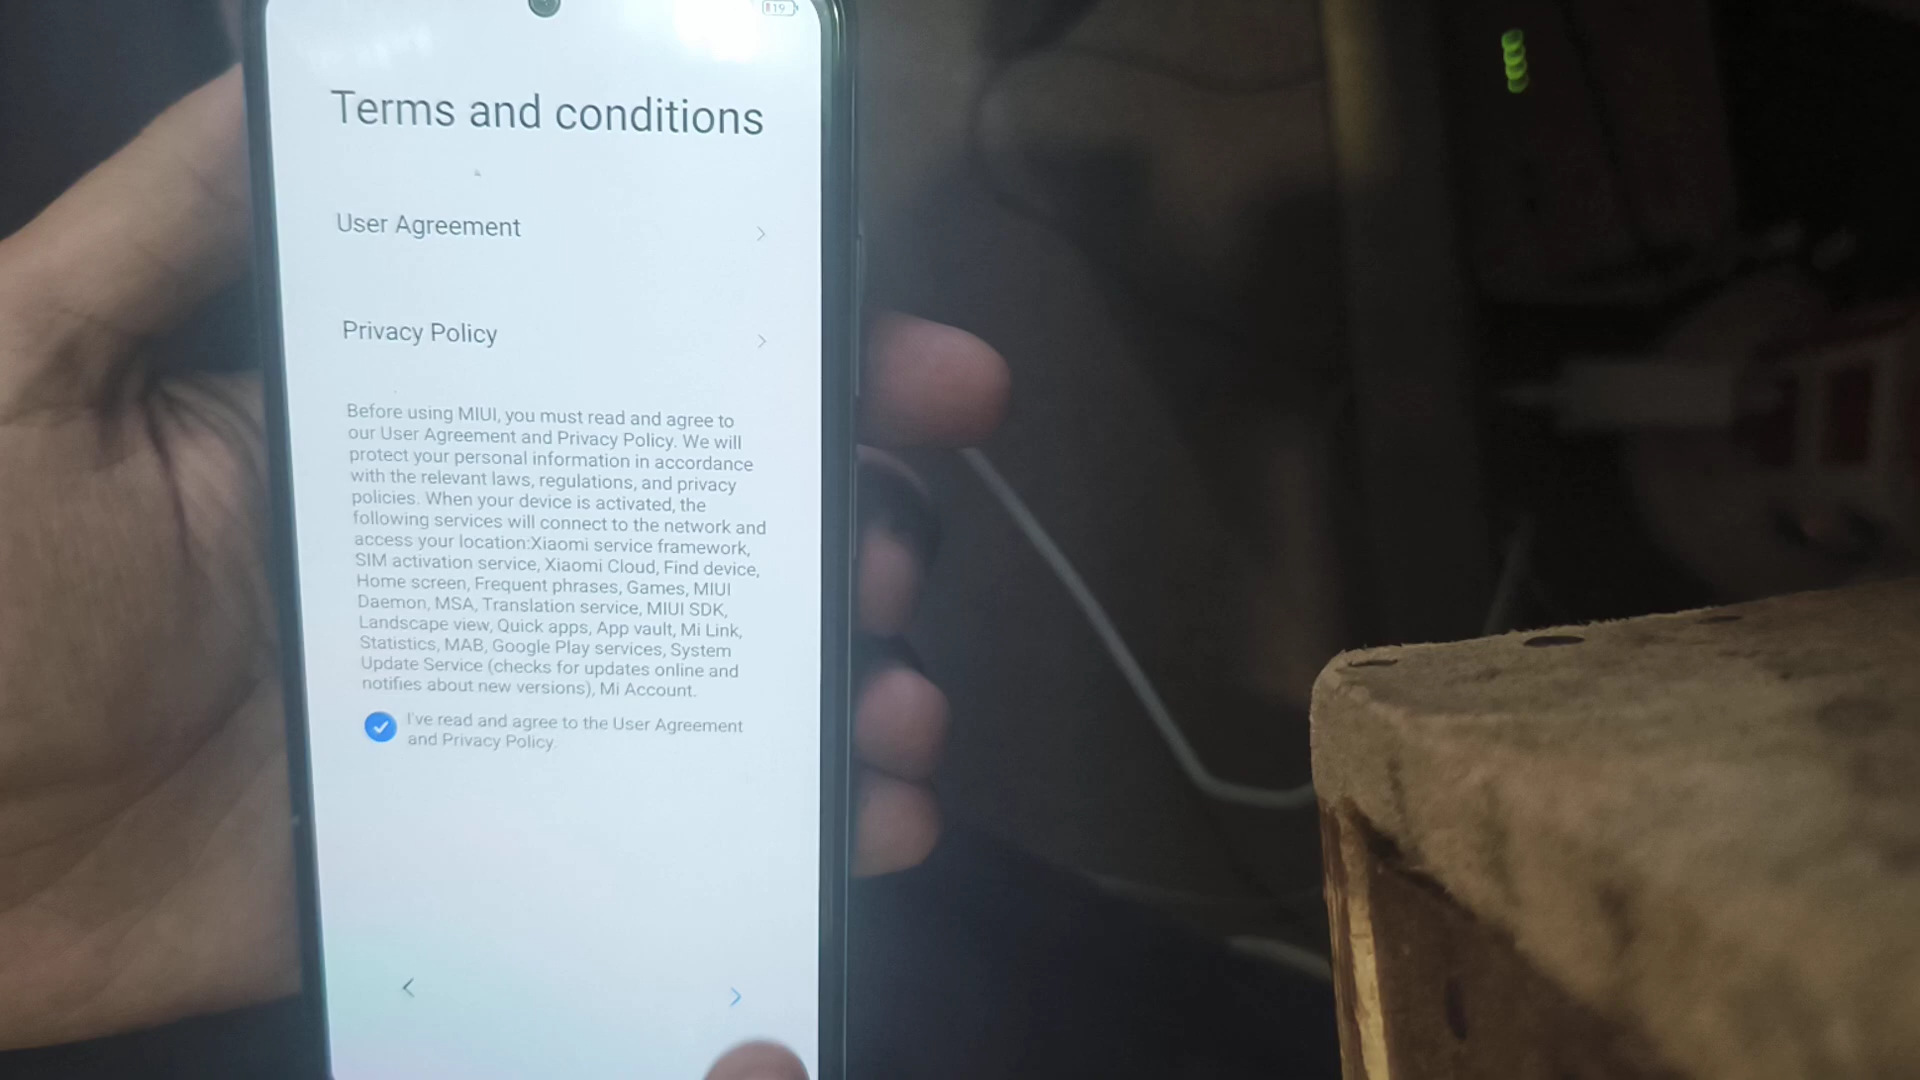 19
Terms and conditions
User Agreement
Privacy Policy
Before using MIUI, you must read and agree to
our User Agreement and Privacy Policy. We will
protect your personal information in accordance
with the relevant laws, regulations, and privacy
policies. When your device is activated, the
following services will connect to the network and
access your location:Xiaomi service framework,
SIM activation service, Xiaomi Cloud, Find device,
Home screen, Frequent phrases, Games, MIUI
Daemon, MSA, Translation service, MIUI SDK,
Landscape view, Quick apps, App vault, Mi Link,
Statistics, MAB, Google Play services, System
Update Service (checks for updates online and
notifies about new versions), Mi Account.
I've read and agree to the User Agreement
and Privacy Policy.